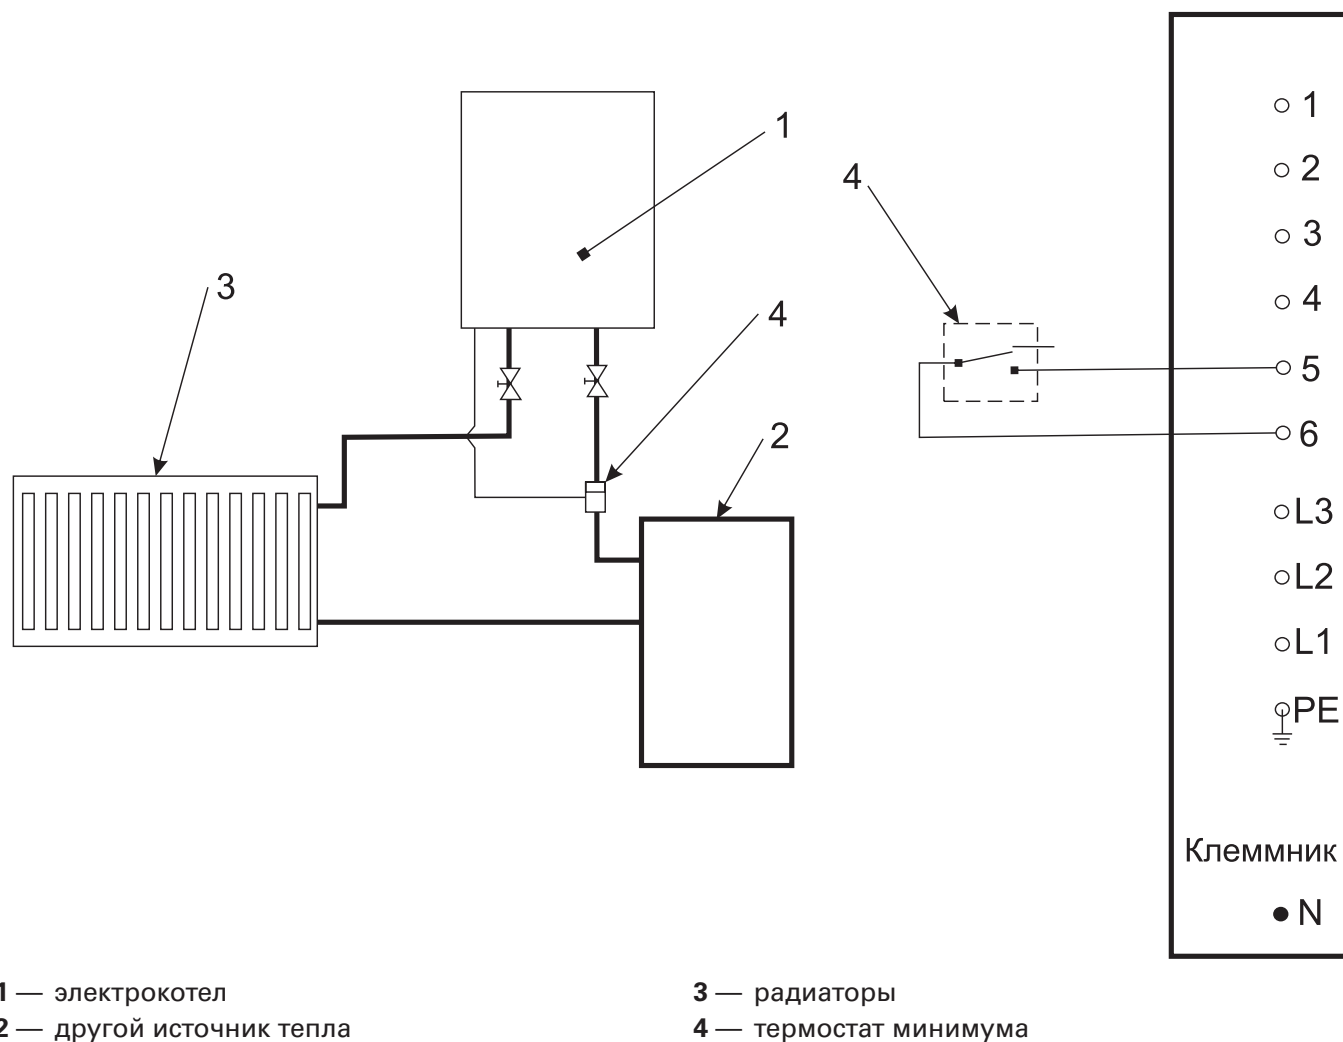 1
4
3
4
2
1
2
3
4
5
6
L3
L2
L1
PE
Клеммник
N
1 — электрокотел
2 — другой источник тепла
3 — радиаторы
4 — термостат минимума